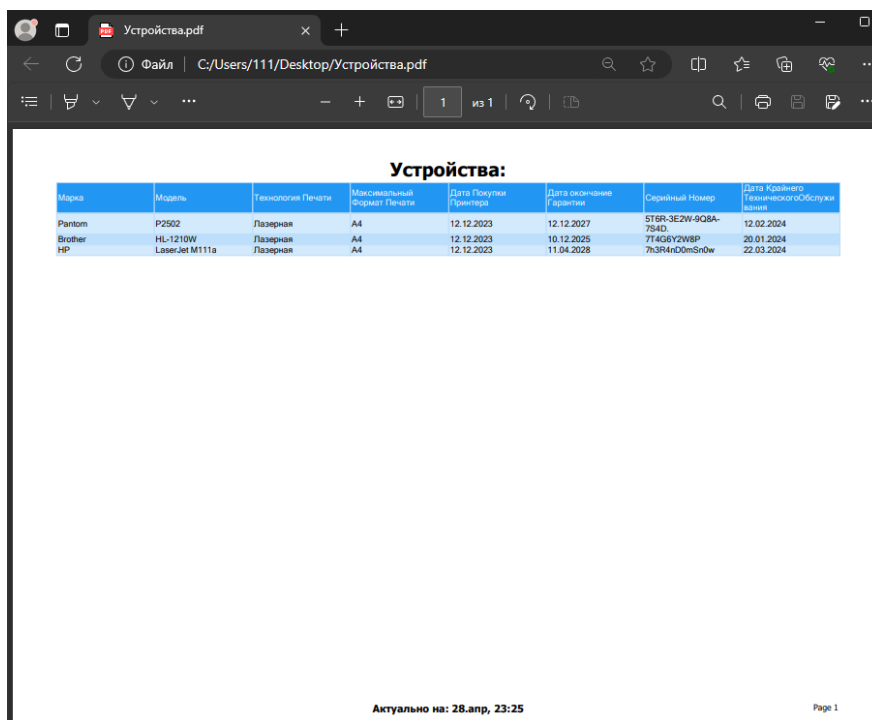 Устройства.pdf
Файл | C:/Users/111/Desktop/Устройства.pdf
1 из 1
Устройства:
Марка Модель Технология Печати Максимальный Формат Печати Дата Покупки Принтера Дата окончание Гарантии Серийный Номер Дата Крайнего ТехническогоОбслуживания
Pantom P2502 Лазерная A4 12.12.2023 12.12.2027 5T6R-3E2W-9Q8A-7S4D. 12.02.2024
Brother HL-1210W Лазерная A4 12.12.2023 10.12.2025 7T4G6Y2W8P 20.01.2024
HP LaserJet M111a Лазерная A4 12.12.2023 11.04.2028 7h3R4nD0mSn0w 22.03.2024
Актуально на: 28.апр, 23:25
Page 1